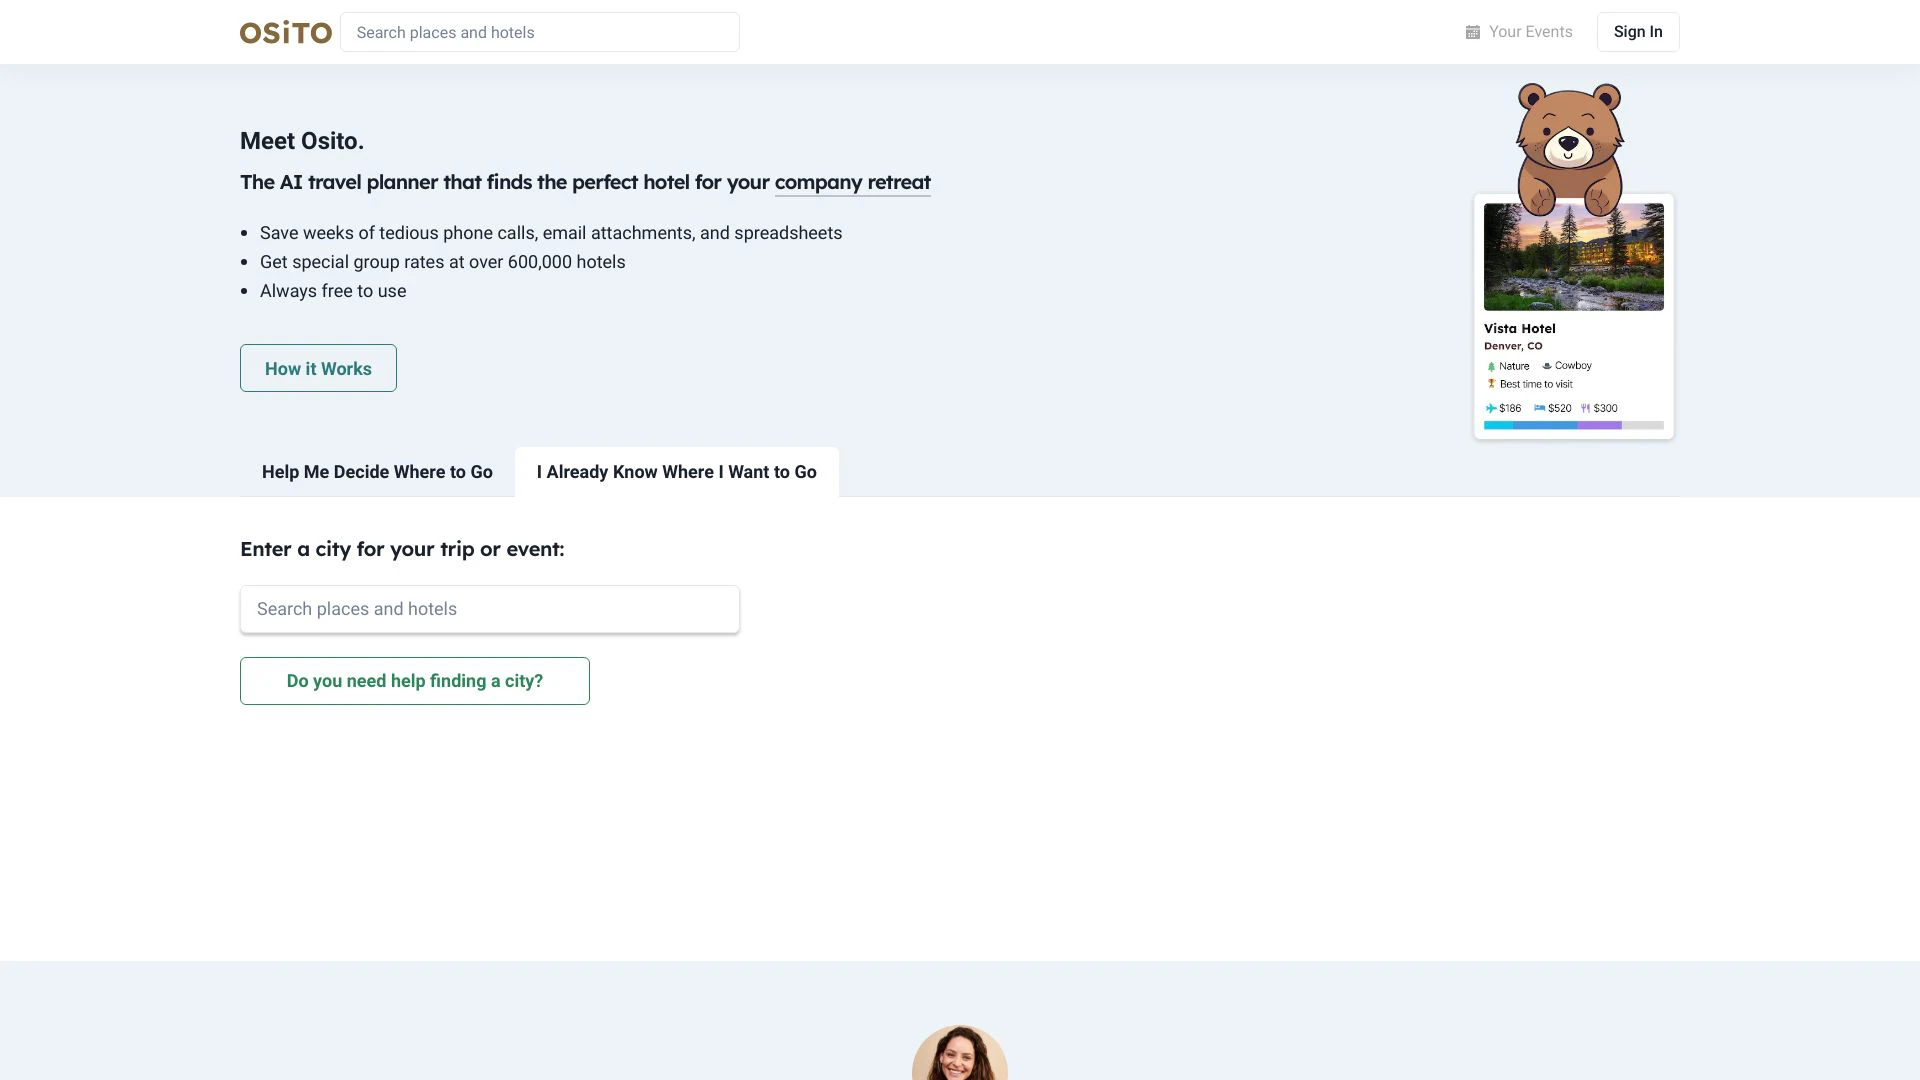 OSiTO
Search places and hotels
Your Events
Sign In
Meet Osito.
The AI travel planner that finds the perfect hotel for your company retreat
Save weeks of tedious phone calls, email attachments, and spreadsheets
Get special group rates at over 600,000 hotels
Always free to use
How it Works
Vista Hotel
Denver, CO
Nature Cowboy
Best time to visit
$186 $520 $300
Help Me Decide Where to Go
I Already Know Where I Want to Go
Enter a city for your trip or event:
Search places and hotels
Do you need help finding a city?